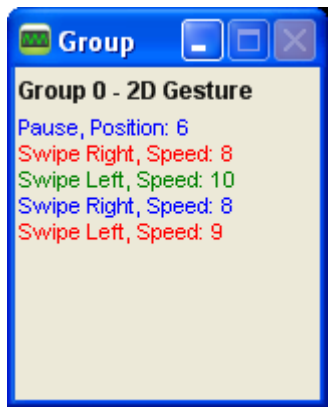 Group
Group 0 - 2D Gesture
Pause, Position: 6
Swipe Right, Speed: 8
Swipe Left, Speed: 10
Swipe Right, Speed: 8
Swipe Left, Speed: 9